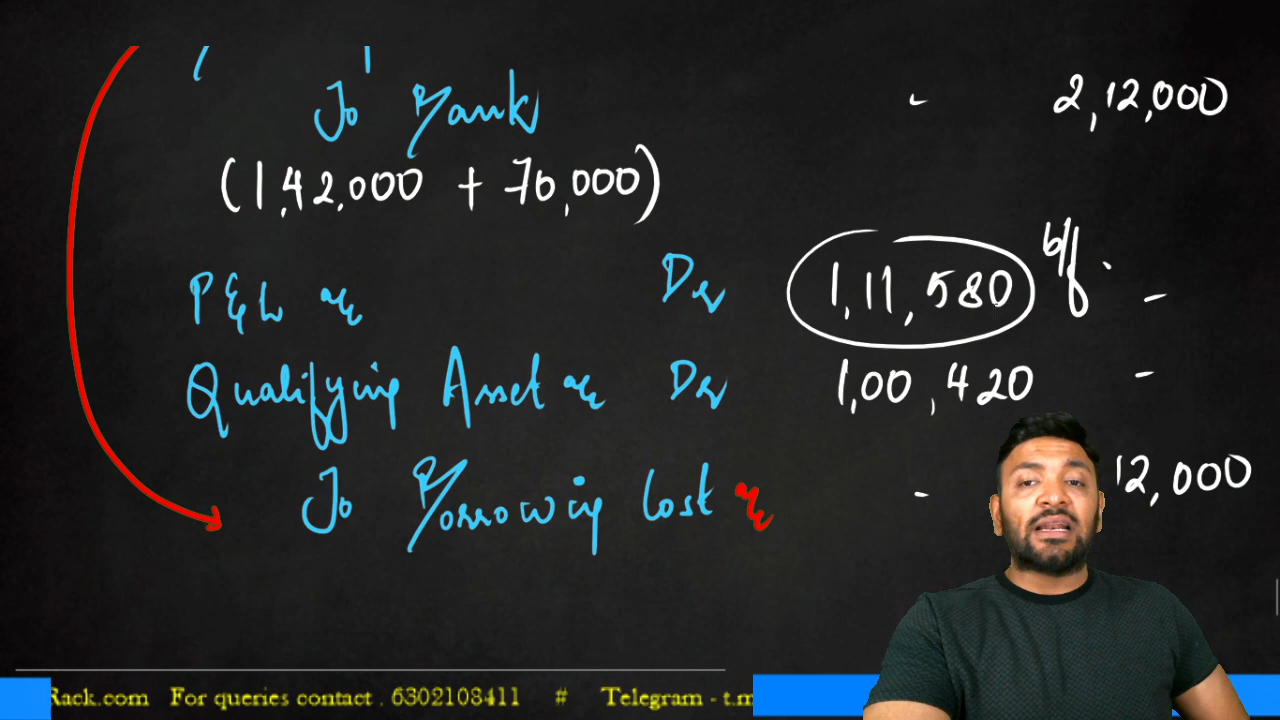 To Bank - 2,12,000
(1,42,000 + 70,000)
P&L a/c Dr 1,11,580 b/f -
Qualifying Asset a/c Dr 1,00,420 -
To Borrowing Cost a/c - 12,000
Rack.com For queries contact . 6302108411 # Telegram - t.m